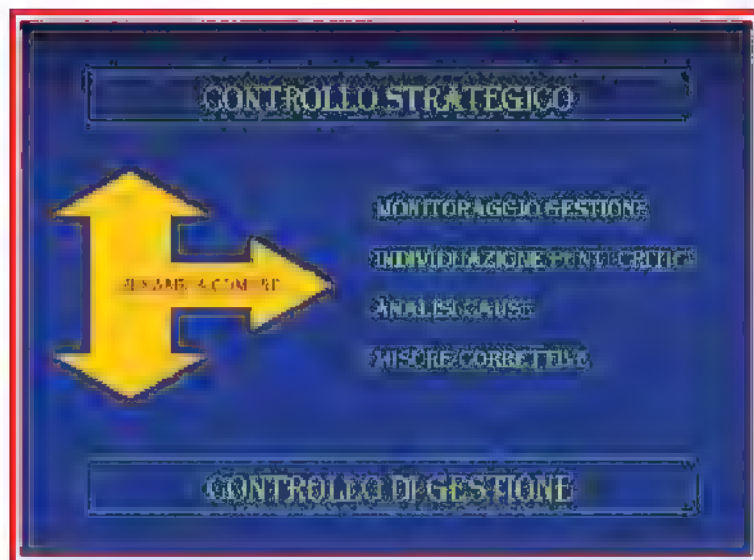 CONTROLLO STRATEGICO
MONITORAGGIO GESTIONE
INDIVIDUAZIONE PUNTI CRITICI
ANALISI CAUSE
MISURE CORRETTIVE
CONTROLLO DI GESTIONE